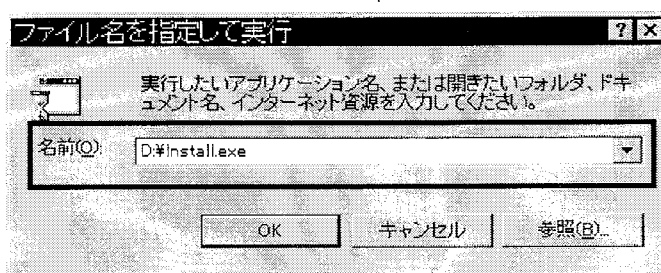 ファイル名を指定して実行
実行したいアプリケーション名、または開きたいフォルダ、ドキ
ュメント名、インターネット資源を入力してください。
名前(O):
D:¥Install.exe
OK キャンセル 参照(B)...